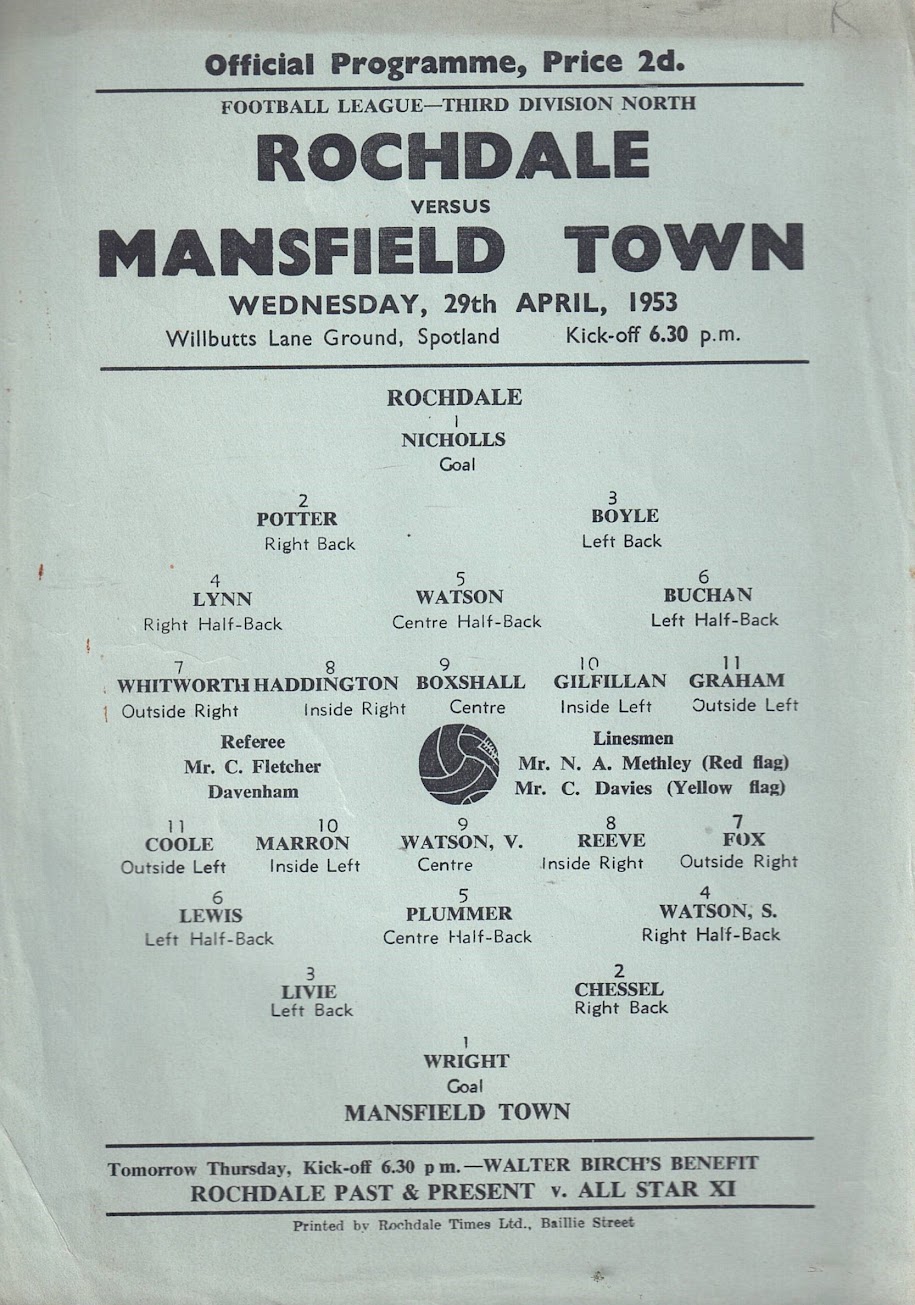 K
Official Programme, Price 2d.
FOOTBALL LEAGUE—THIRD DIVISION NORTH
ROCHDALE
VERSUS
MANSFIELD TOWN
WEDNESDAY, 29th APRIL, 1953
Willbutts Lane Ground, Spotland Kick-off 6.30 p.m.
ROCHDALE
1
NICHOLLS
Goal
2 3
POTTER BOYLE
Right Back Left Back
4 5 6
LYNN WATSON BUCHAN
Right Half-Back Centre Half-Back Left Half-Back
7 8 9 10 11
WHITWORTH HADDINGTON BOXSHALL GILFILLAN GRAHAM
Outside Right Inside Right Centre Inside Left Outside Left
Referee Linesmen
Mr. C. Fletcher Mr. N. A. Methley (Red flag)
Davenham Mr. C. Davies (Yellow flag)
11 10 9 8 7
COOLE MARRON WATSON, V. REEVE FOX
Outside Left Inside Left Centre Inside Right Outside Right
6 5 4
LEWIS PLUMMER WATSON, S.
Left Half-Back Centre Half-Back Right Half-Back
3 2
LIVIE CHESSEL
Left Back Right Back
1
WRIGHT
Goal
MANSFIELD TOWN
Tomorrow Thursday, Kick-off 6.30 p m.—WALTER BIRCH'S BENEFIT
ROCHDALE PAST & PRESENT v. ALL STAR XI
Printed by Rochdale Times Ltd., Baillie Street